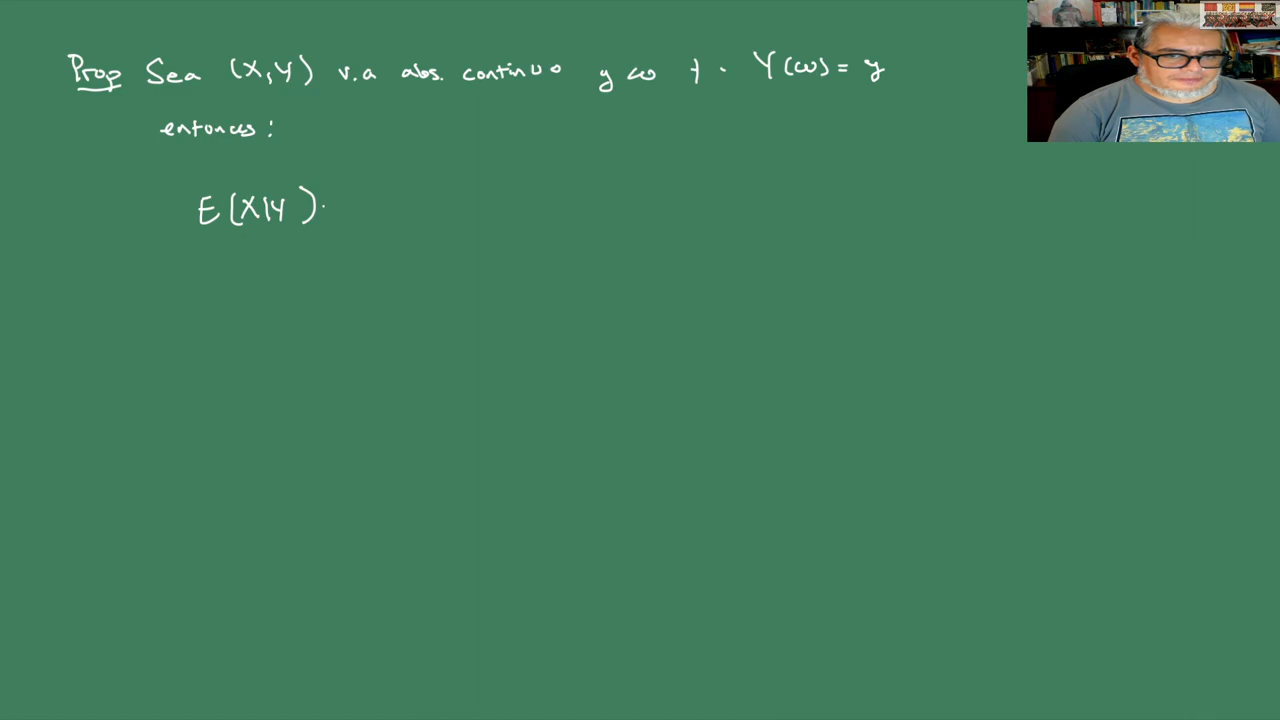 Prop Sea (X,Y) v.a abs. continuo y ω t. Y(ω)= y
entonces:
E(X|Y).